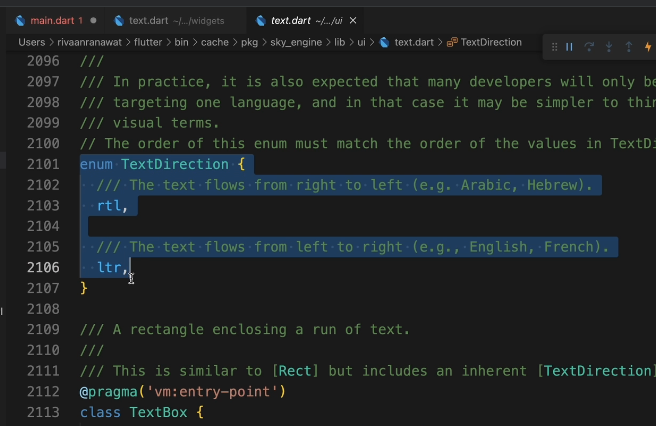 main.dart 1 text.dart ~/.../widgets text.dart ~/.../ui
Users > rivaanranawat > flutter > bin > cache > pkg > sky_engine > lib > ui > text.dart > TextDirection
2096 ///
2097 /// In practice, it is also expected that many developers will only be
2098 /// targeting one language, and in that case it may be simpler to thin
2099 /// visual terms.
2100 // The order of this enum must match the order of the values in TextDi
2101 enum TextDirection {
2102 /// The text flows from right to left (e.g. Arabic, Hebrew).
2103 rtl,
2104
2105 /// The text flows from left to right (e.g., English, French).
2106 ltr,
2107 }
2108
2109 /// A rectangle enclosing a run of text.
2110 ///
2111 /// This is similar to [Rect] but includes an inherent [TextDirection]
2112 @pragma('vm:entry-point')
2113 class TextBox {